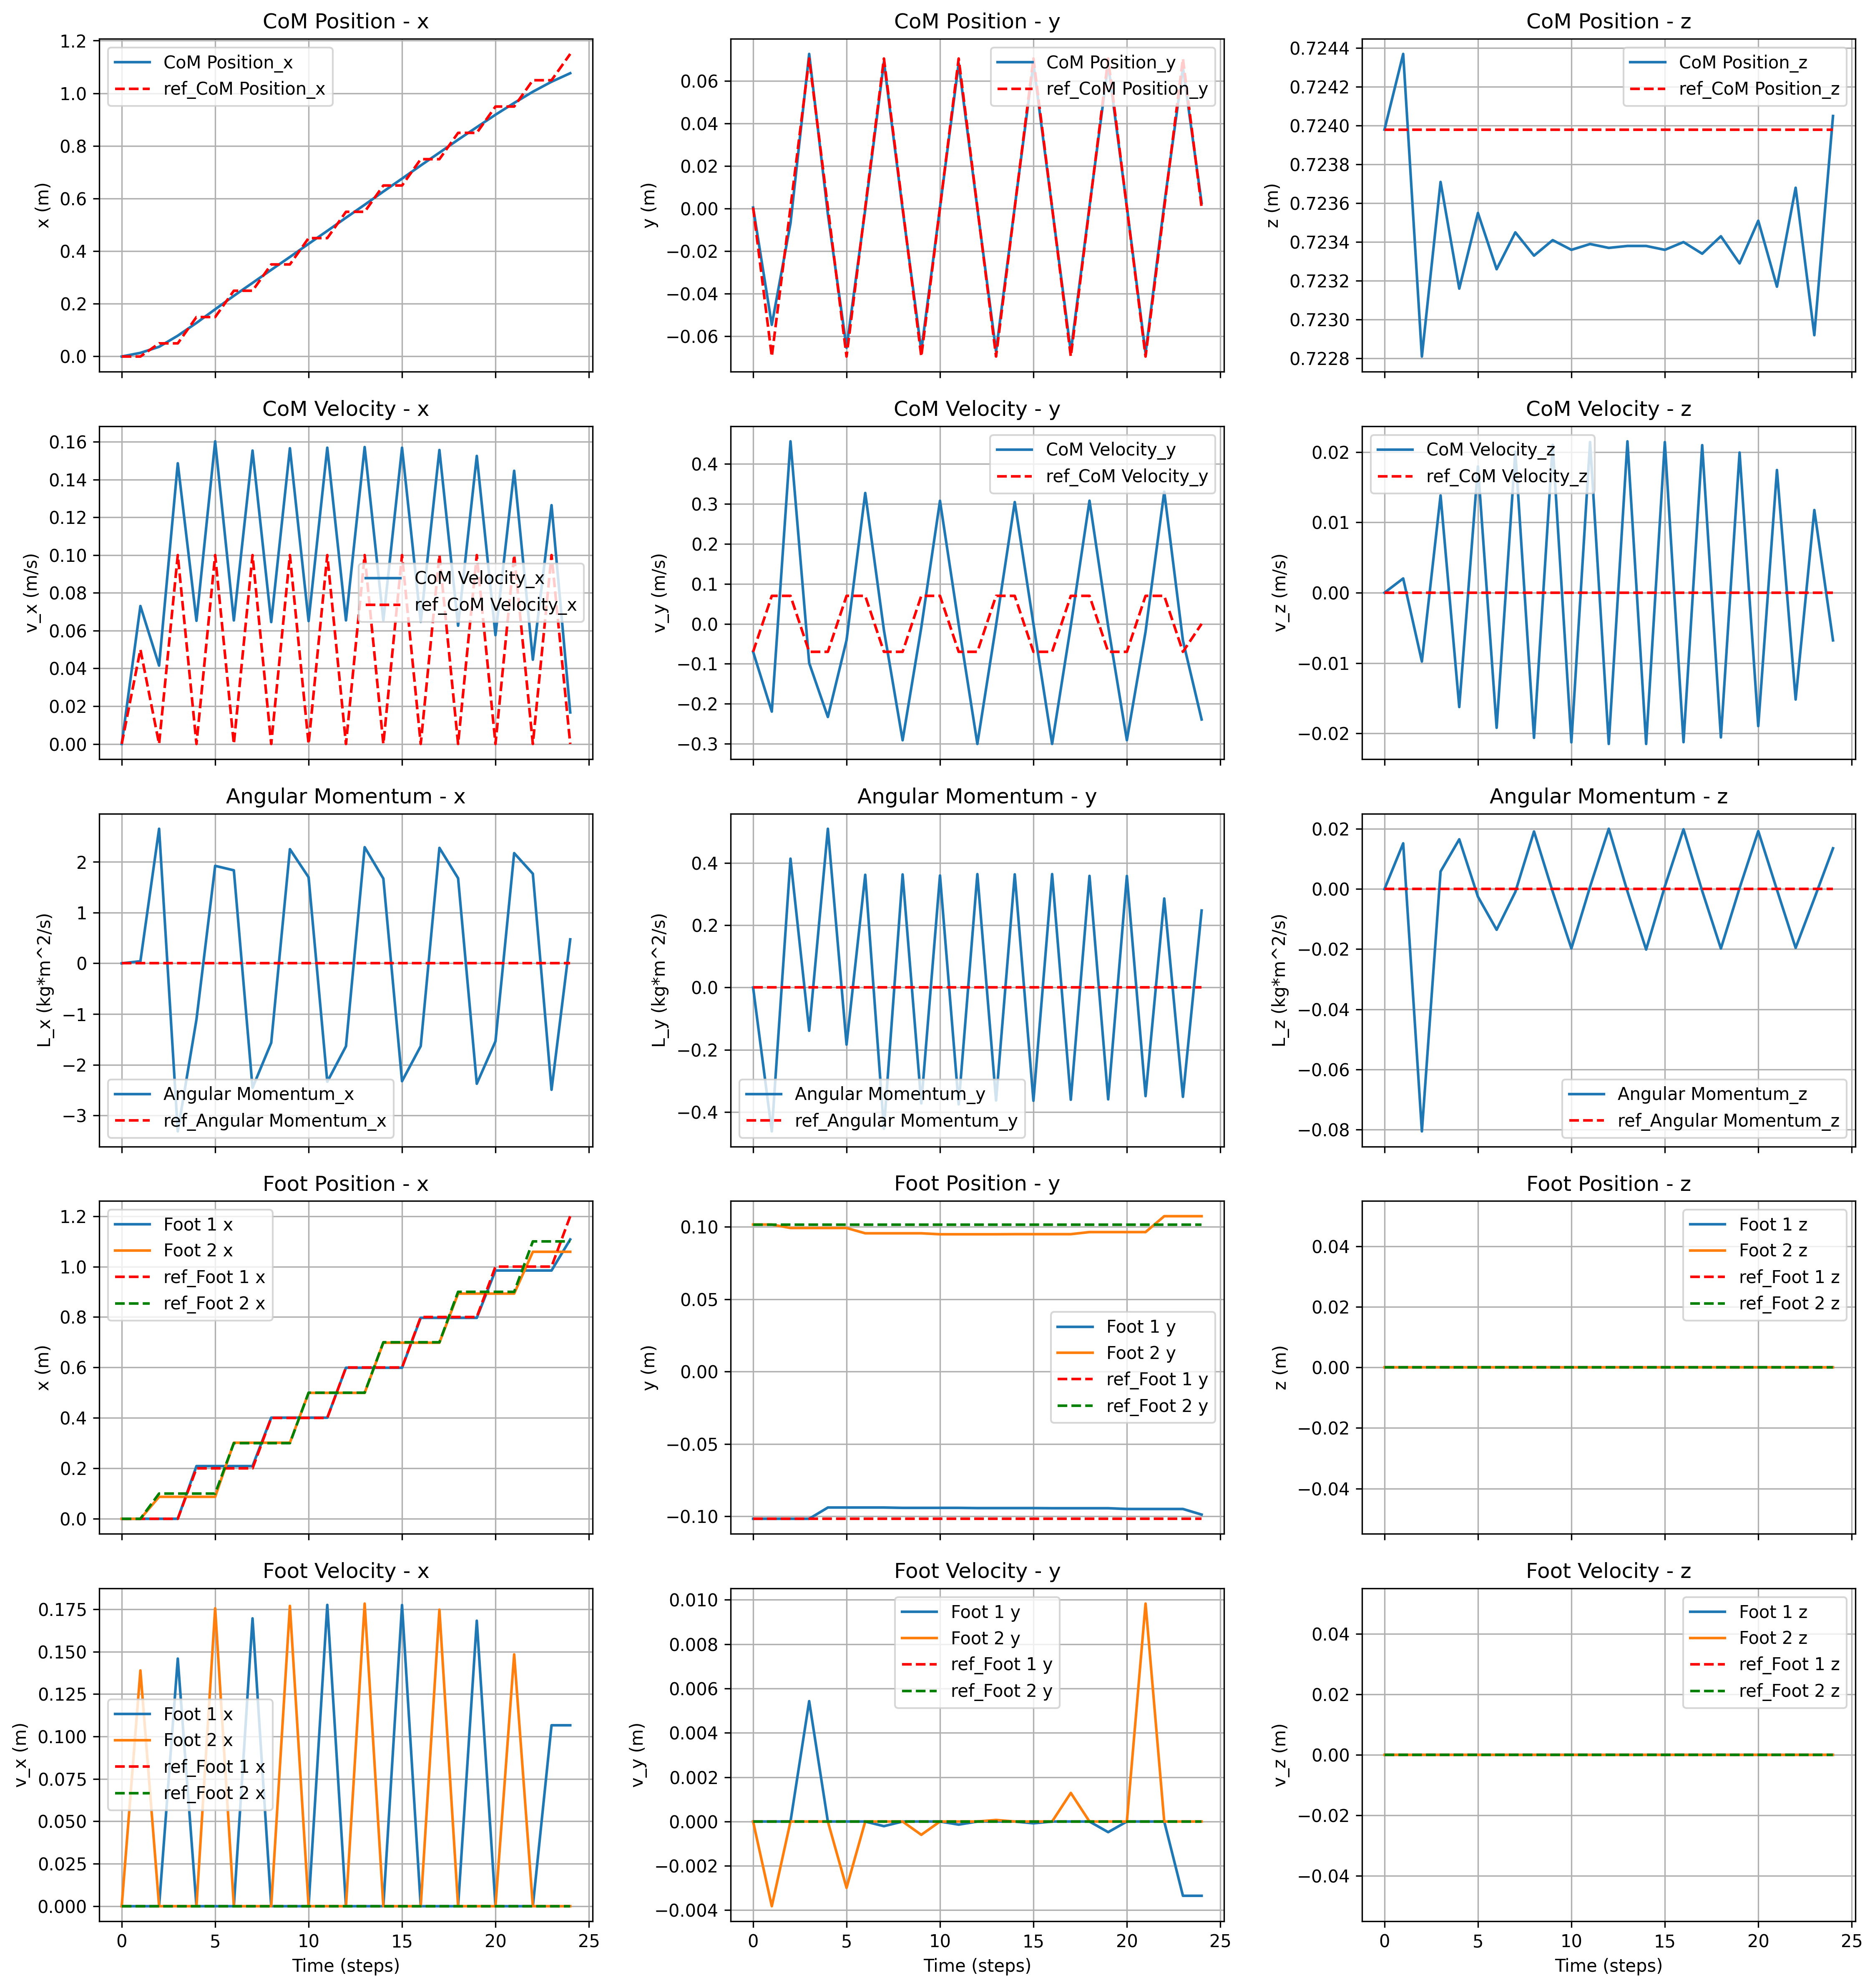 CoM Position - x
1.2
1.0
0.8
0.6
0.4
0.2
0.0
x (m)
CoM Position_x
ref_CoM Position_x
CoM Position - y
0.06
0.04
0.02
0.00
−0.02
−0.04
−0.06
y (m)
CoM Position_y
ref_CoM Position_y
CoM Position - z
0.7244
0.7242
0.7240
0.7238
0.7236
0.7234
0.7232
0.7230
0.7228
z (m)
CoM Position_z
ref_CoM Position_z
CoM Velocity - x
0.16
0.14
0.12
0.10
0.08
0.06
0.04
0.02
0.00
v_x (m/s)
CoM Velocity_x
ref_CoM Velocity_x
CoM Velocity - y
0.4
0.3
0.2
0.1
0.0
−0.1
−0.2
−0.3
v_y (m/s)
CoM Velocity_y
ref_CoM Velocity_y
CoM Velocity - z
0.02
0.01
0.00
−0.01
−0.02
v_z (m/s)
CoM Velocity_z
ref_CoM Velocity_z
Angular Momentum - x
2
1
0
−1
−2
−3
L_x (kg*m^2/s)
Angular Momentum_x
ref_Angular Momentum_x
Angular Momentum - y
0.4
0.2
0.0
−0.2
−0.4
L_y (kg*m^2/s)
Angular Momentum_y
ref_Angular Momentum_y
Angular Momentum - z
0.02
0.00
−0.02
−0.04
−0.06
−0.08
L_z (kg*m^2/s)
Angular Momentum_z
ref_Angular Momentum_z
Foot Position - x
1.2
1.0
0.8
0.6
0.4
0.2
0.0
x (m)
Foot 1 x
Foot 2 x
ref_Foot 1 x
ref_Foot 2 x
Foot Position - y
0.10
0.05
0.00
−0.05
−0.10
y (m)
Foot 1 y
Foot 2 y
ref_Foot 1 y
ref_Foot 2 y
Foot Position - z
0.04
0.02
0.00
−0.02
−0.04
z (m)
Foot 1 z
Foot 2 z
ref_Foot 1 z
ref_Foot 2 z
Foot Velocity - x
0.175
0.150
0.125
0.100
0.075
0.050
0.025
0.000
v_x (m)
Foot 1 x
Foot 2 x
ref_Foot 1 x
ref_Foot 2 x
0 5 10 15 20 25
Time (steps)
Foot Velocity - y
0.010
0.008
0.006
0.004
0.002
0.000
−0.002
−0.004
v_y (m)
Foot 1 y
Foot 2 y
ref_Foot 1 y
ref_Foot 2 y
0 5 10 15 20 25
Time (steps)
Foot Velocity - z
0.04
0.02
0.00
−0.02
−0.04
v_z (m)
Foot 1 z
Foot 2 z
ref_Foot 1 z
ref_Foot 2 z
0 5 10 15 20 25
Time (steps)